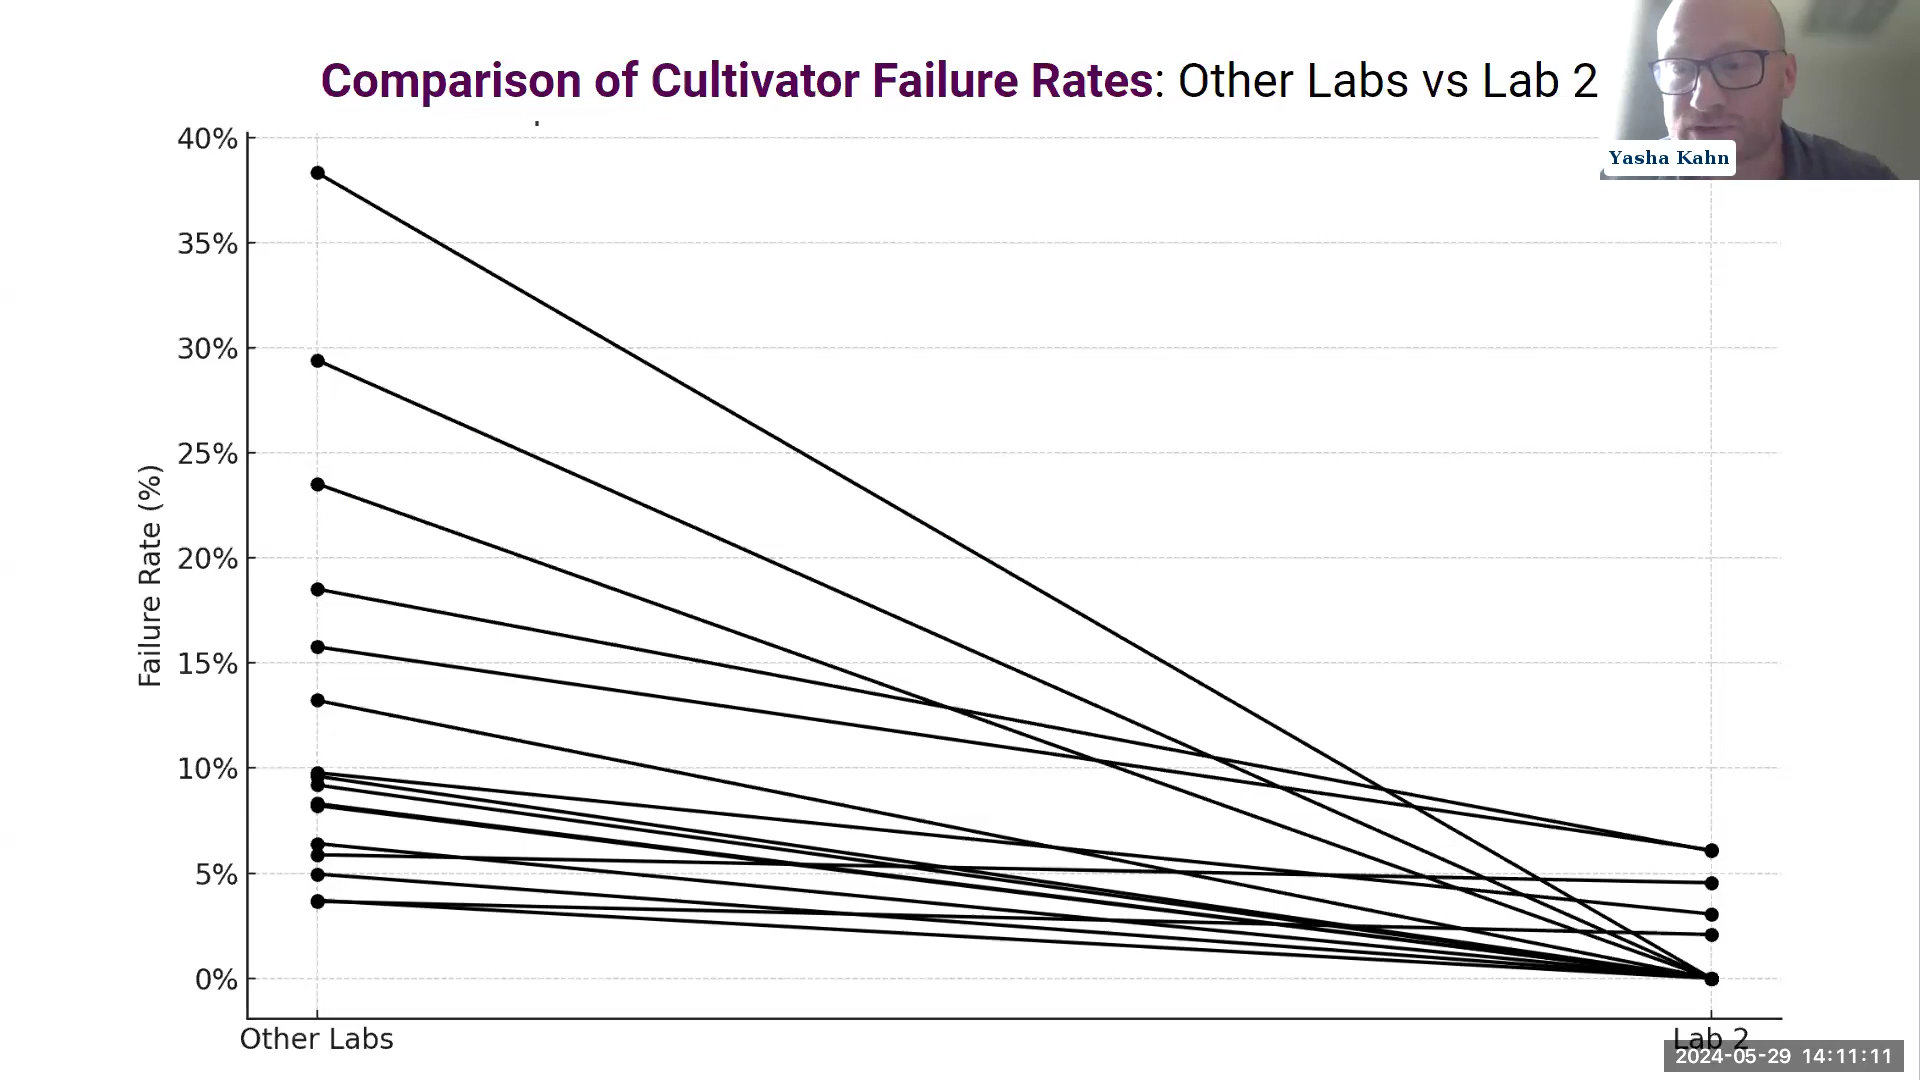 Comparison of Cultivator Failure Rates: Other Labs vs Lab 2
Yasha Kahn
40%
35%
30%
25%
20%
15%
10%
5%
0%
Failure Rate (%)
Other Labs
Lab 2
2024-05-29 14:11:11